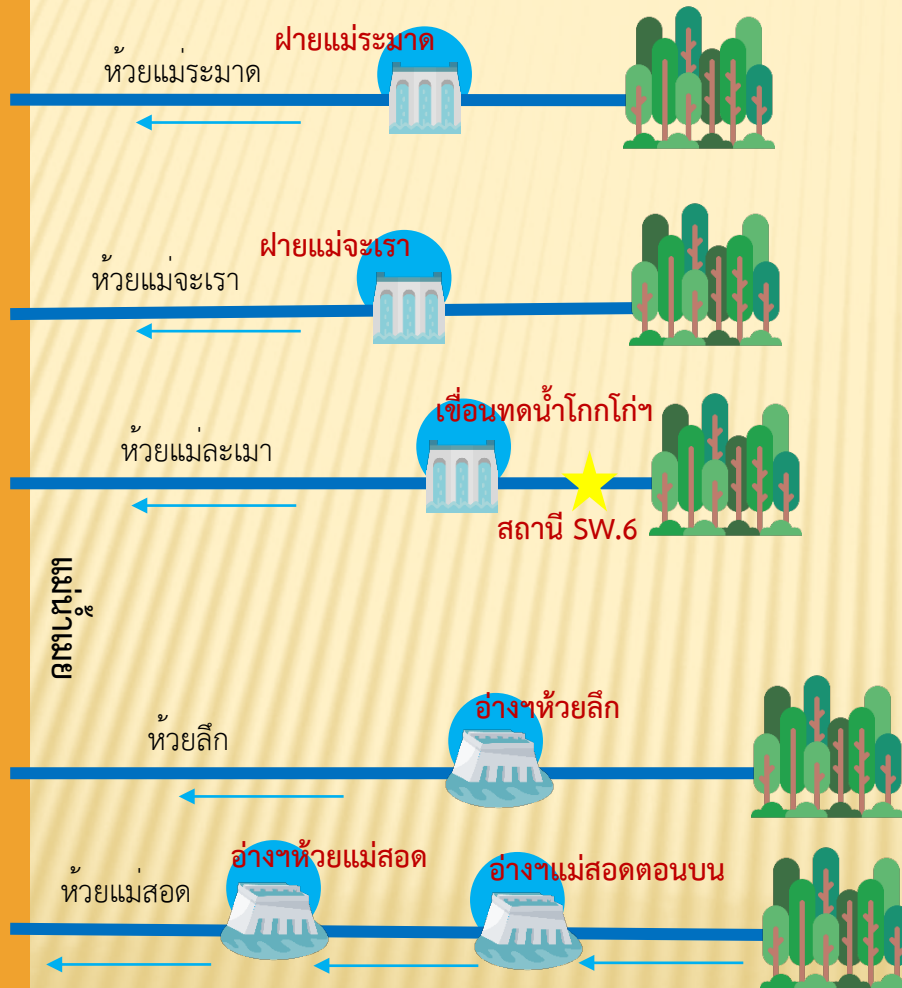 ฝายแม่ระมาด
ห้วยแม่ระมาด
ฝายแม่จะเรา
ห้วยแม่จะเรา
เขื่อนทดน้ำโกกโก่ฯ
ห้วยแม่ละเมา
สถานี SW.6
แม่น้ำเมย
อ่างฯห้วยลึก
ห้วยลึก
อ่างฯห้วยแม่สอด
อ่างฯแม่สอดตอนบน
ห้วยแม่สอด